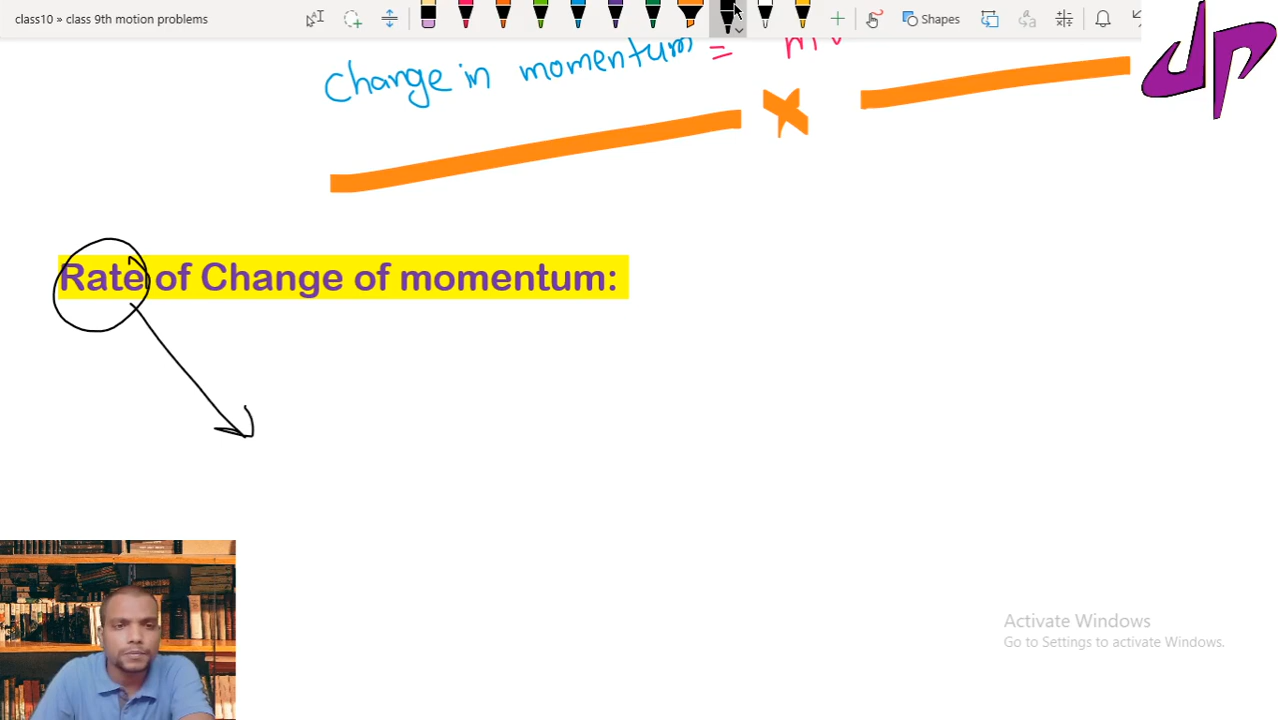 class10 » class 9th motion problems
Shapes
dp
Change in momentum =
Rate of Change of momentum:
Activate Windows
Go to Settings to activate Windows.